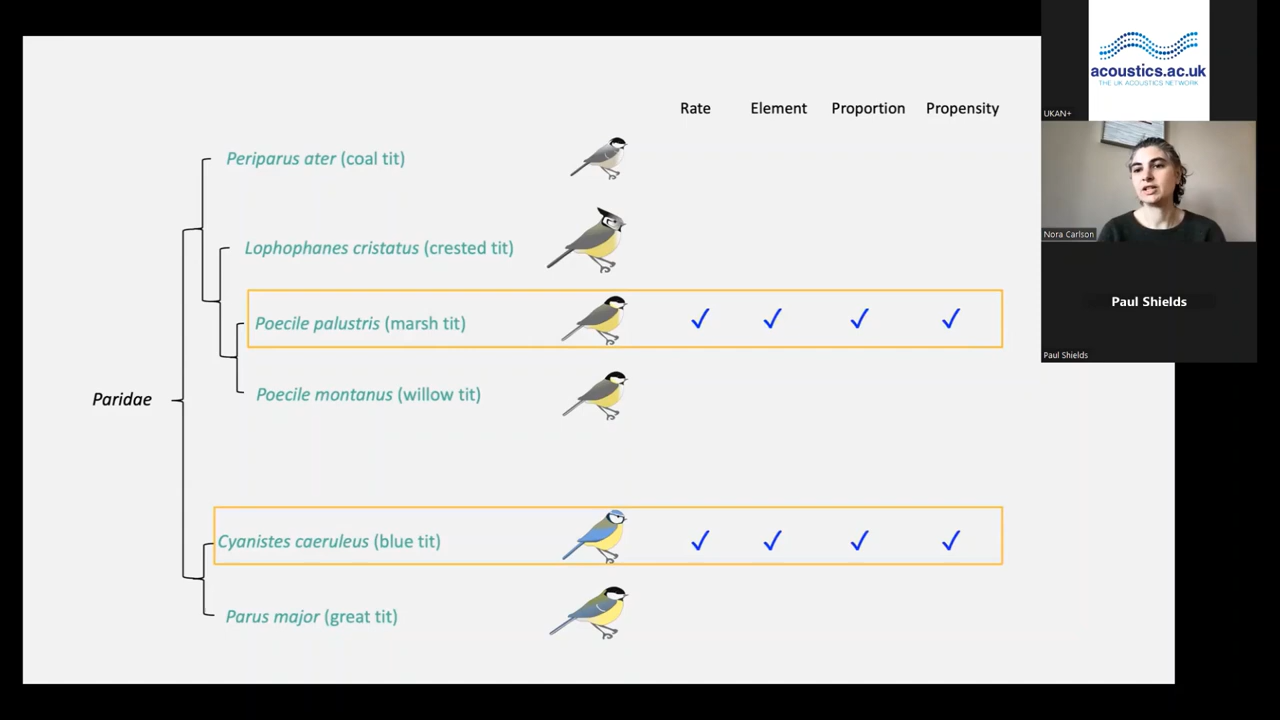 Rate Element Proportion Propensity
Periparus ater (coal tit)
Lophophanes cristatus (crested tit)
Poecile palustris (marsh tit) ✓ ✓ ✓ ✓
Poecile montanus (willow tit)
Paridae
Cyanistes caeruleus (blue tit) ✓ ✓ ✓ ✓
Parus major (great tit)
acoustics.ac.uk
THE UK ACOUSTICS NETWORK
UKAN+
Nora Carlson
Paul Shields
Paul Shields